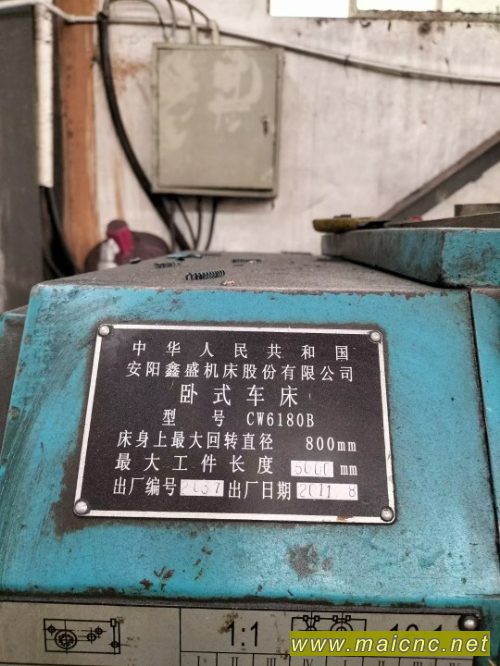 中华人民共和国
安阳鑫盛机床股份有限公司
卧式车床
型 号 CW6180B
床身上最大回转直径 800mm
最大工件长度 5000 mm
出厂编号 2037 出厂日期 2011 8
1:1
www.maicnc.net